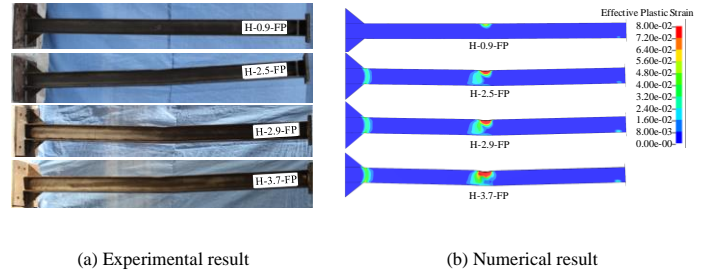 H-0.9-FP
H-2.5-FP
H-2.9-FP
H-3.7-FP
(a) Experimental result
Effective Plastic Strain
8.00e-02
7.20e-02
6.40e-02
5.60e-02
4.80e-02
4.00e-02
3.20e-02
2.40e-02
1.60e-02
8.00e-03
0.00e-00
H-0.9-FP
H-2.5-FP
H-2.9-FP
H-3.7-FP
(b) Numerical result